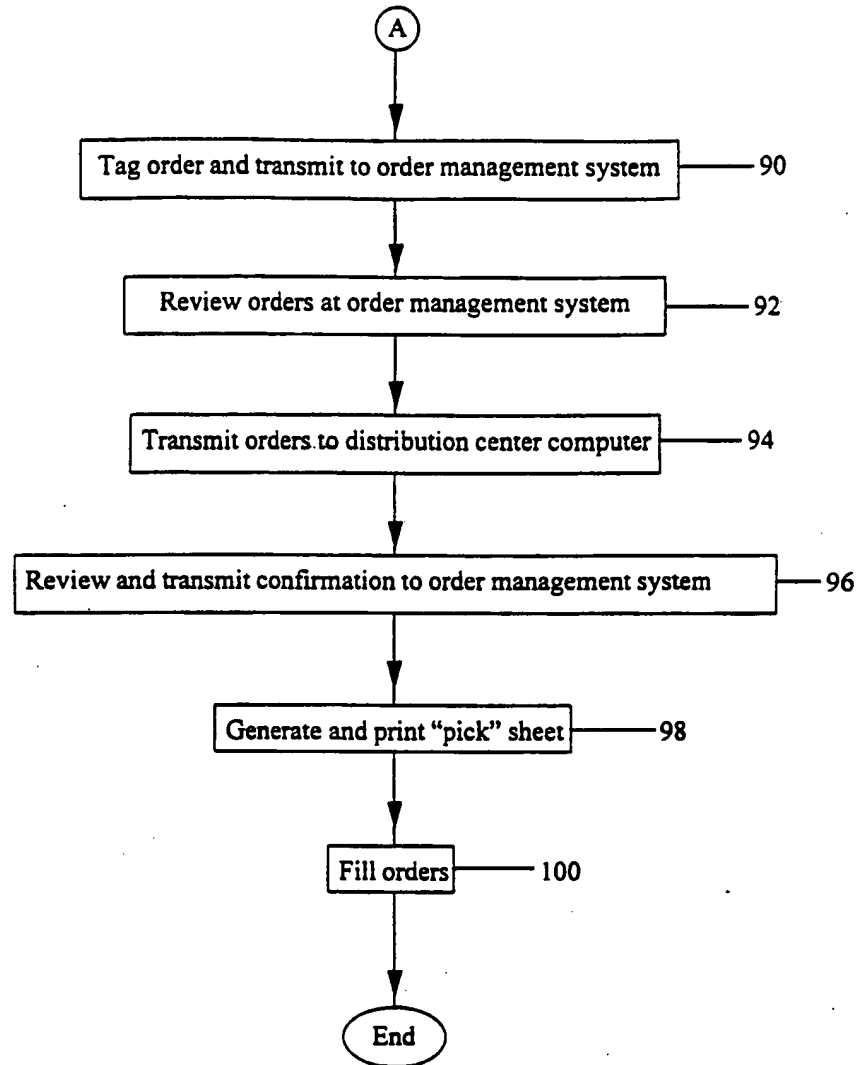 A
Tag order and transmit to order management system 90
Review orders at order management system 92
Transmit orders to distribution center computer 94
Review and transmit confirmation to order management system 96
Generate and print “pick” sheet 98
Fill orders 100
End